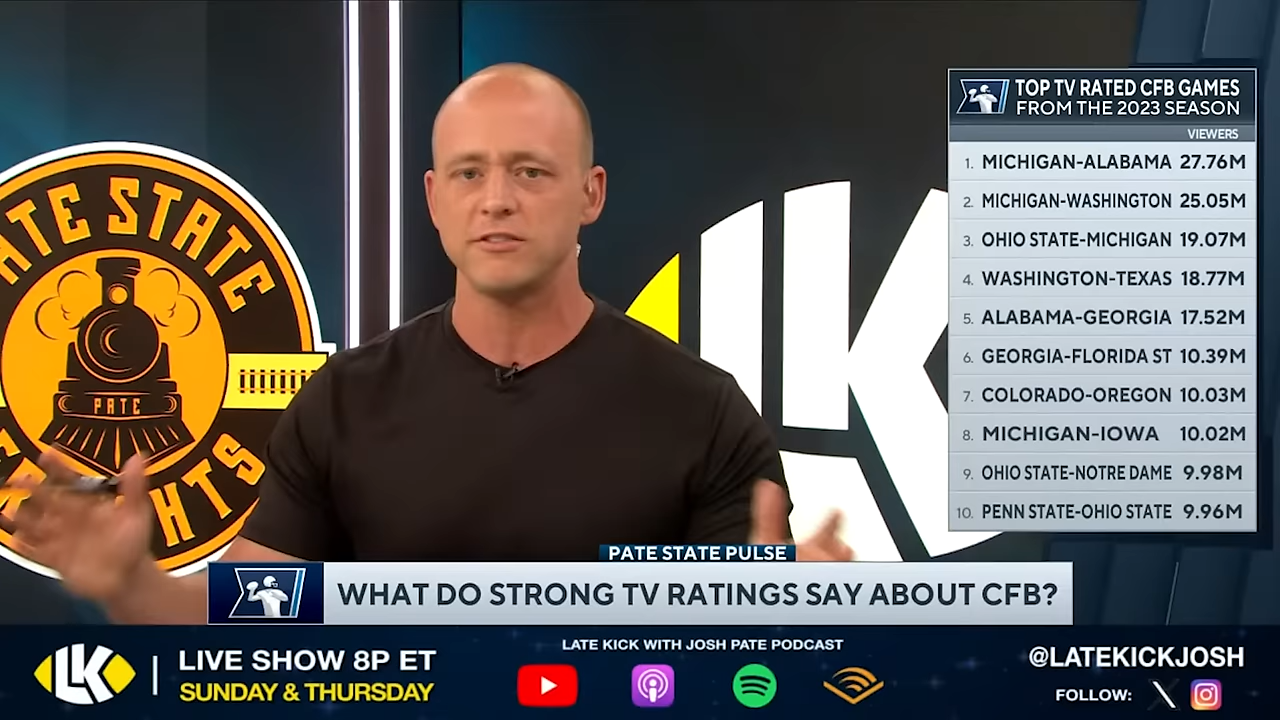 PATE STATE
PATE
LK
TOP TV RATED CFB GAMES
FROM THE 2023 SEASON
VIEWERS
1. MICHIGAN-ALABAMA 27.76M
2. MICHIGAN-WASHINGTON 25.05M
3. OHIO STATE-MICHIGAN 19.07M
4. WASHINGTON-TEXAS 18.77M
5. ALABAMA-GEORGIA 17.52M
6. GEORGIA-FLORIDA ST 10.39M
7. COLORADO-OREGON 10.03M
8. MICHIGAN-IOWA 10.02M
9. OHIO STATE-NOTRE DAME 9.98M
10. PENN STATE-OHIO STATE 9.96M
PATE STATE PULSE
WHAT DO STRONG TV RATINGS SAY ABOUT CFB?
LK
LIVE SHOW 8P ET
SUNDAY & THURSDAY
LATE KICK WITH JOSH PATE PODCAST
@LATEKICKJOSH
FOLLOW: